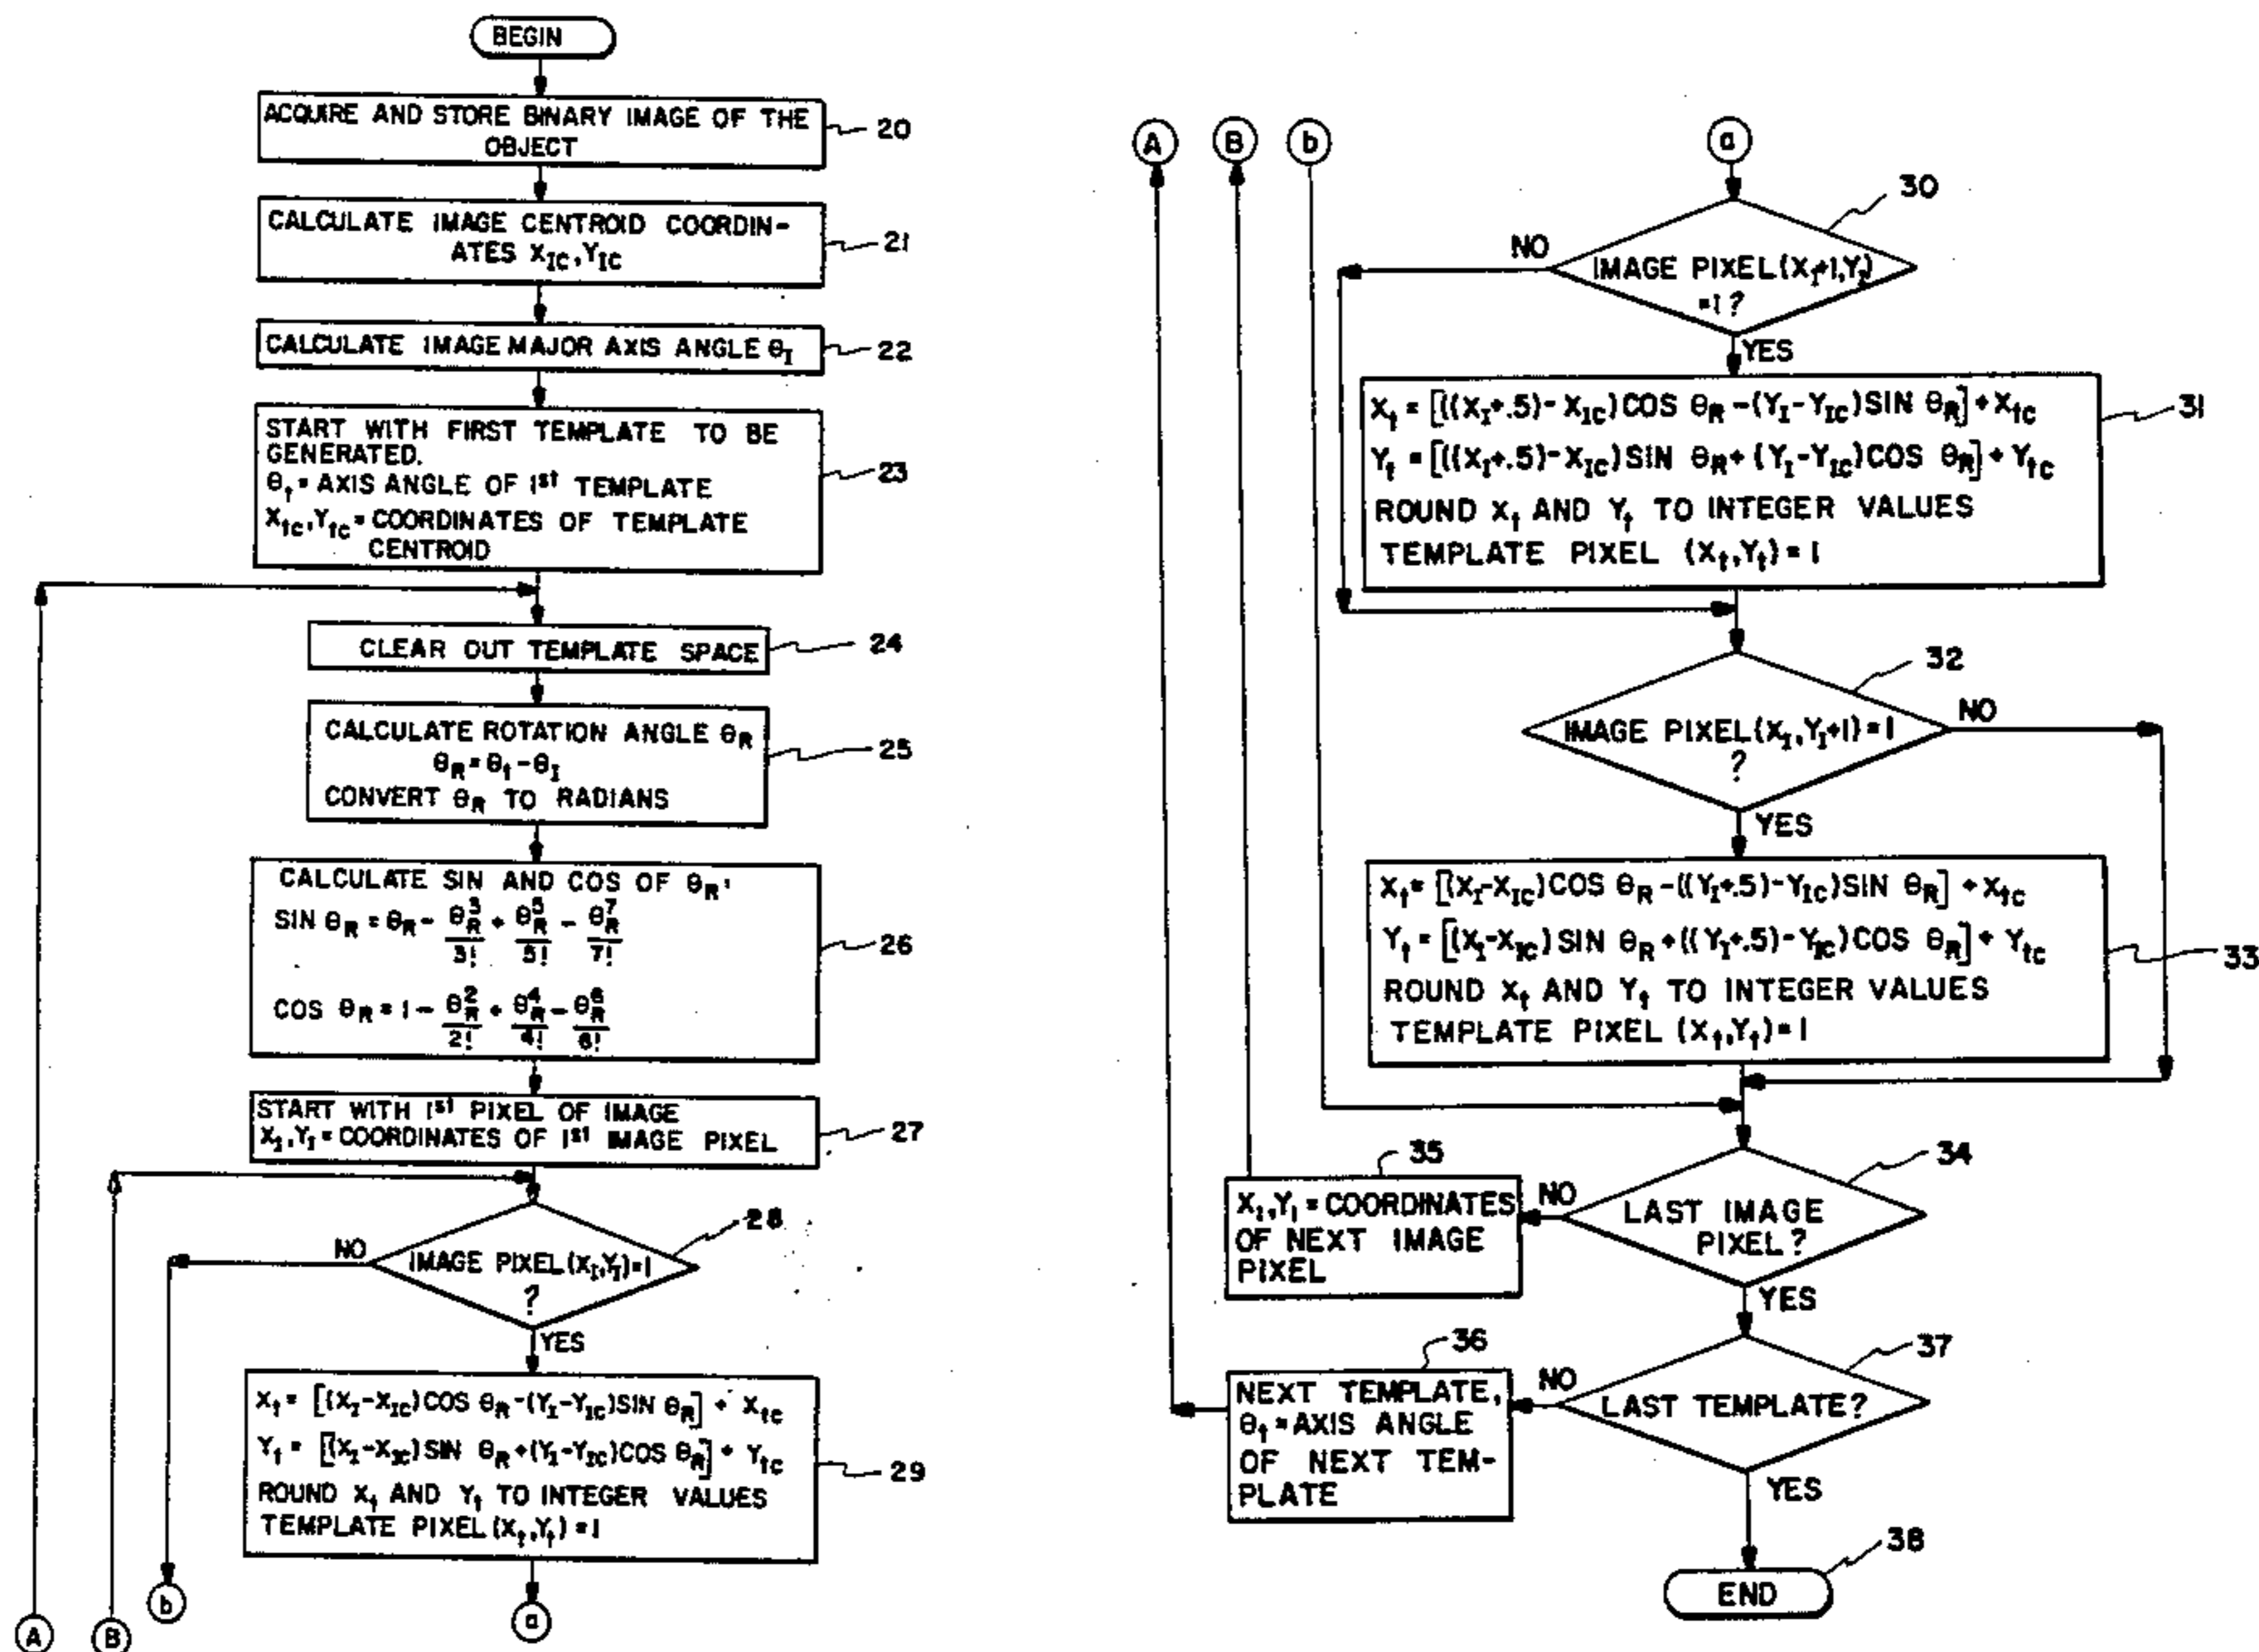 BEGIN
ACQUIRE AND STORE BINARY IMAGE OF THE
OBJECT
20
CALCULATE IMAGE CENTROID COORDIN-
ATES X_IC, Y_IC
21
CALCULATE IMAGE MAJOR AXIS ANGLE θ_I
22
START WITH FIRST TEMPLATE TO BE
GENERATED.
θ_t = AXIS ANGLE OF 1st TEMPLATE
X_tc, Y_tc = COORDINATES OF TEMPLATE
CENTROID
23
CLEAR OUT TEMPLATE SPACE
24
CALCULATE ROTATION ANGLE θ_R
θ_R = θ_t - θ_I
CONVERT θ_R TO RADIANS
25
CALCULATE SIN AND COS OF θ_R:
SIN θ_R = θ_R - θ_R^3/3! + θ_R^5/5! - θ_R^7/7!
COS θ_R = 1 - θ_R^2/2! + θ_R^4/4! - θ_R^6/6!
26
START WITH 1st PIXEL OF IMAGE
X_I, Y_I = COORDINATES OF 1st IMAGE PIXEL
27
IMAGE PIXEL (X_I, Y_I) = 1
?
28
NO
YES
X_t = [(X_I - X_IC) COS θ_R - (Y_I - Y_IC) SIN θ_R] + X_tc
Y_t = [(X_I - X_IC) SIN θ_R + (Y_I - Y_IC) COS θ_R] + Y_tc
ROUND X_t AND Y_t TO INTEGER VALUES
TEMPLATE PIXEL (X_t, Y_t) = 1
29
A
B
b
a
A
B
b
a
IMAGE PIXEL (X_I+1, Y_I)
=1?
30
NO
YES
X_t = [((X_I+.5) - X_IC) COS θ_R - (Y_I - Y_IC) SIN θ_R] + X_tc
Y_t = [((X_I+.5) - X_IC) SIN θ_R + (Y_I - Y_IC) COS θ_R] + Y_tc
ROUND X_t AND Y_t TO INTEGER VALUES
TEMPLATE PIXEL (X_t, Y_t) = 1
31
IMAGE PIXEL (X_I, Y_I+1) = 1
?
32
NO
YES
X_t = [(X_I - X_IC) COS θ_R - ((Y_I+.5) - Y_IC) SIN θ_R] + X_tc
Y_t = [(X_I - X_IC) SIN θ_R + ((Y_I+.5) - Y_IC) COS θ_R] + Y_tc
ROUND X_t AND Y_t TO INTEGER VALUES
TEMPLATE PIXEL (X_t, Y_t) = 1
33
LAST IMAGE
PIXEL?
34
NO
YES
X_I, Y_I = COORDINATES
OF NEXT IMAGE
PIXEL
35
LAST TEMPLATE?
37
NO
YES
NEXT TEMPLATE,
θ_t = AXIS ANGLE
OF NEXT TEM-
PLATE
36
END
38